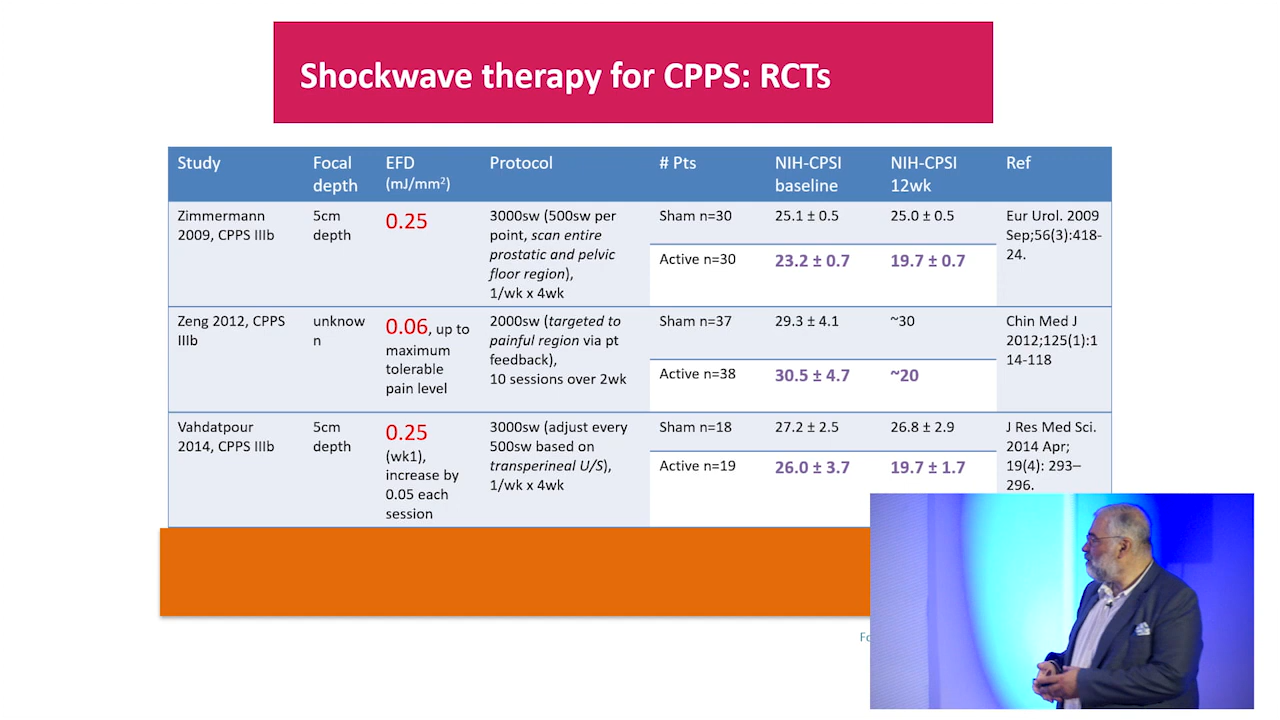 Shockwave therapy for CPPS: RCTs
Study
Focal
depth
EFD
(mJ/mm²)
Protocol
# Pts
NIH-CPSI
baseline
NIH-CPSI
12wk
Ref
Zimmermann
2009, CPPS IIIb
5cm
depth
0.25
3000sw (500sw per
point, scan entire
prostatic and pelvic
floor region),
1/wk x 4wk
Sham n=30
25.1 ± 0.5
25.0 ± 0.5
Active n=30
23.2 ± 0.7
19.7 ± 0.7
Eur Urol. 2009
Sep;56(3):418-
24.
Zeng 2012, CPPS
IIIb
unknow
n
0.06, up to
maximum
tolerable
pain level
2000sw (targeted to
painful region via pt
feedback),
10 sessions over 2wk
Sham n=37
29.3 ± 4.1
~30
Active n=38
30.5 ± 4.7
~20
Chin Med J
2012;125(1):1
14-118
Vahdatpour
2014, CPPS IIIb
5cm
depth
0.25
(wk1),
increase by
0.05 each
session
3000sw (adjust every
500sw based on
transperineal U/S),
1/wk x 4wk
Sham n=18
27.2 ± 2.5
26.8 ± 2.9
Active n=19
26.0 ± 3.7
19.7 ± 1.7
J Res Med Sci.
2014 Apr;
19(4): 293–
296.